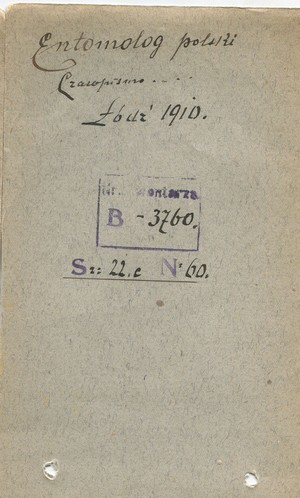 Entomolog polski
Czasopismo....
Łódź 1910.
B - 3760.
Sz: 22.c N: 60.